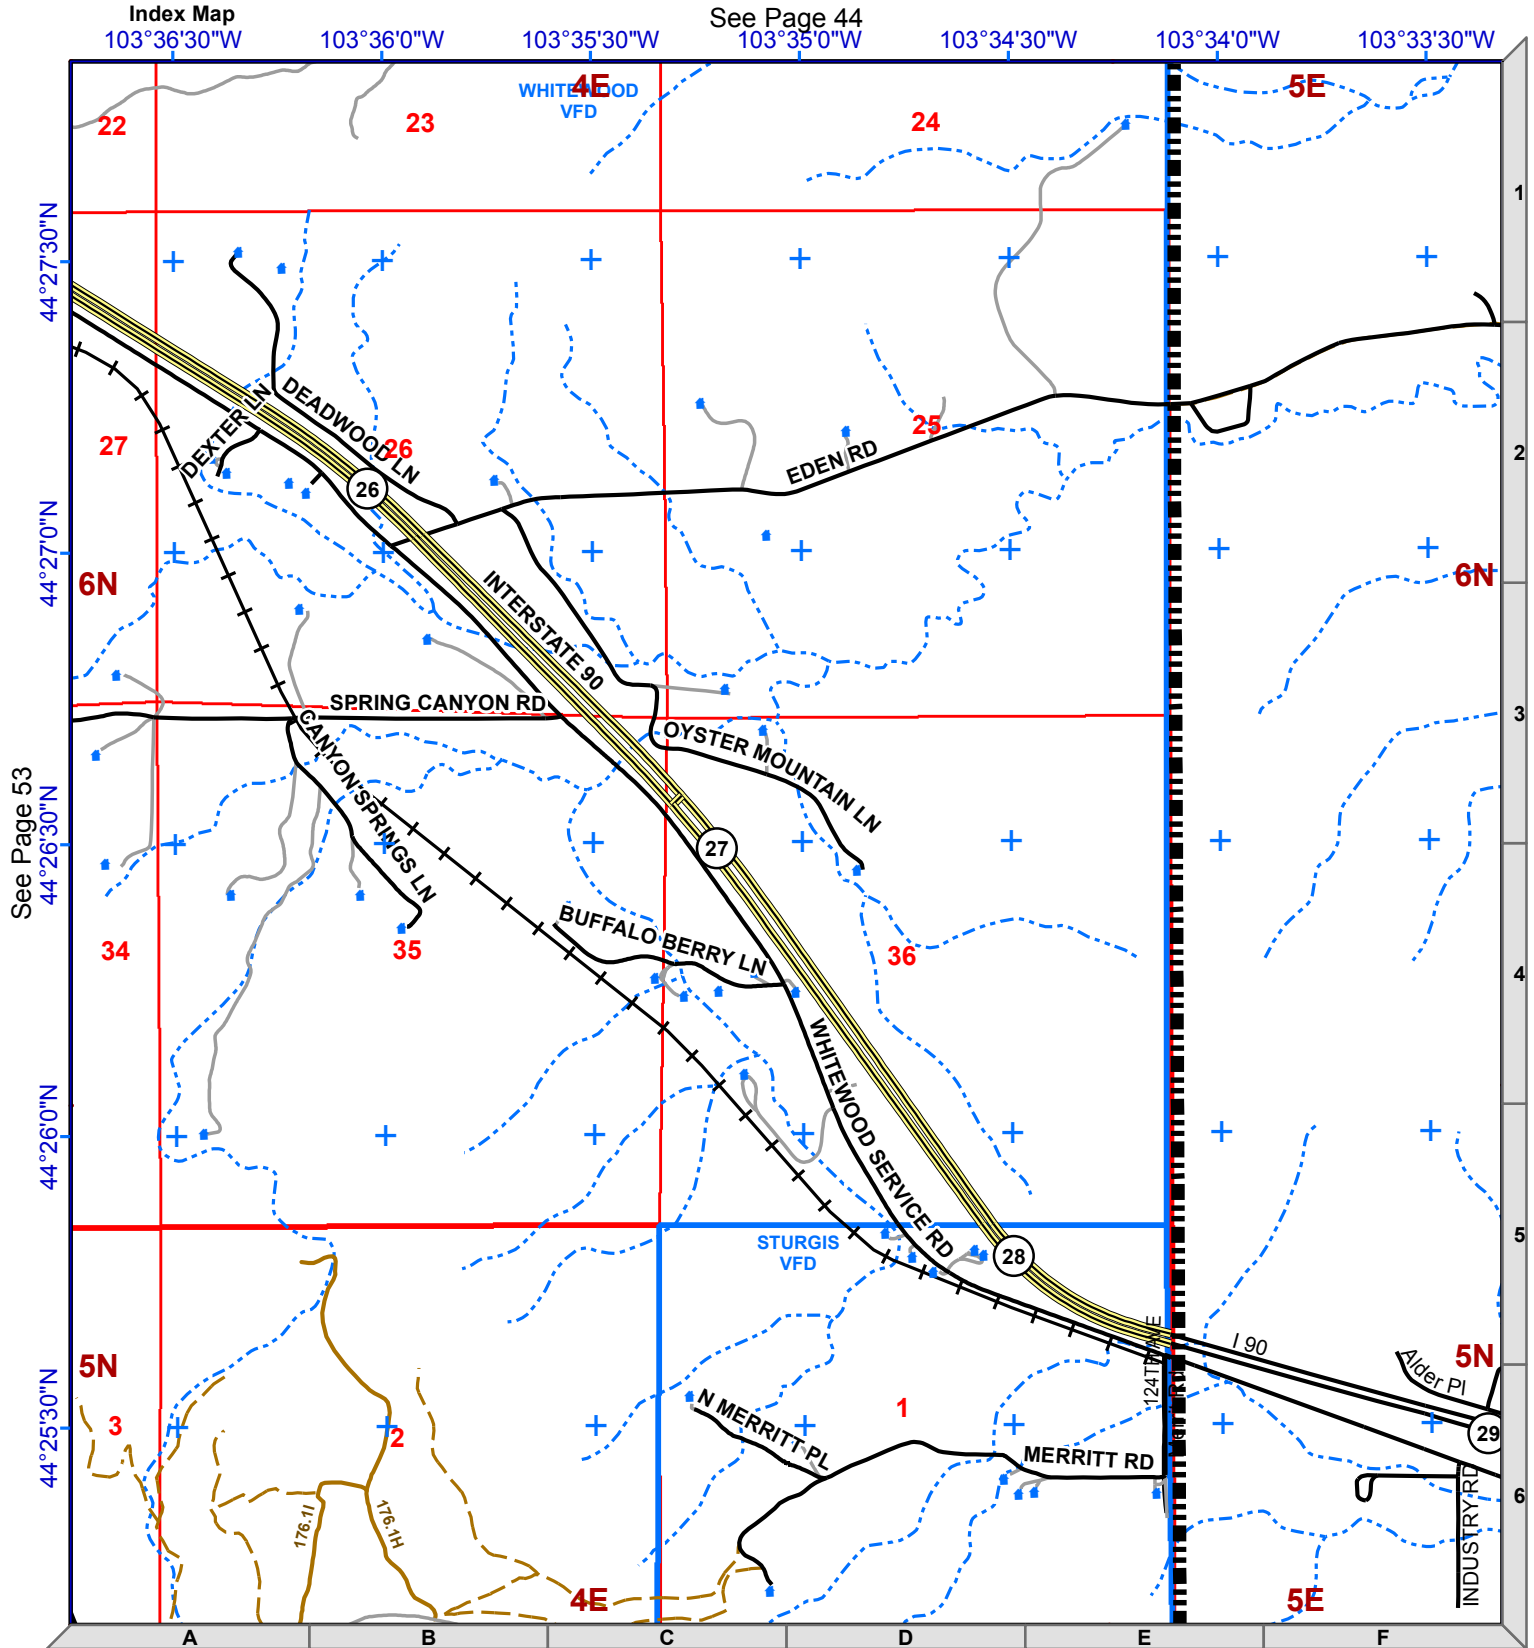 Index Map
See Page 44
103°36'30"W
103°36'0"W
103°35'30"W
103°35'0"W
103°34'30"W
103°34'0"W
103°33'30"W
4E
5E
WHITEWOOD
VFD
22
23
24
1
44°27'30"N
DEADWOOD LN
DEXTER LN
27
26
25
2
EDEN RD
26
44°27'0"N
6N
6N
INTERSTATE 90
SPRING CANYON RD
3
OYSTER MOUNTAIN LN
CANYON SPRINGS LN
See Page 53
44°26'30"N
27
BUFFALO BERRY LN
34
35
36
4
WHITEWOOD SERVICE RD
44°26'0"N
5
STURGIS
VFD
28
I 90
Alder Pl
5N
5N
3
2
1
44°25'30"N
N MERRITT PL
MERRITT RD
29
6
176.1I
176.1H
INDUSTRY RD
4E
5E
A
B
C
D
E
F